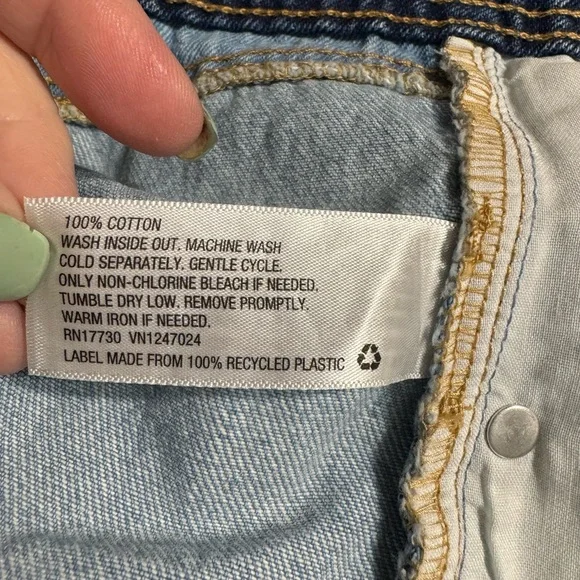 100% COTTON
WASH INSIDE OUT. MACHINE WASH
COLD SEPARATELY. GENTLE CYCLE.
ONLY NON-CHLORINE BLEACH IF NEEDED.
TUMBLE DRY LOW. REMOVE PROMPTLY.
WARM IRON IF NEEDED.
RN17730 VN1247024
LABEL MADE FROM 100% RECYCLED PLASTIC